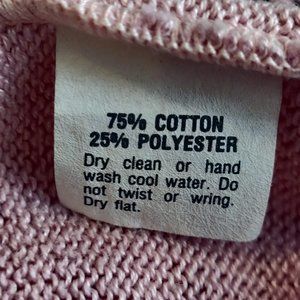 75% COTTON
25% POLYESTER
Dry clean or hand
wash cool water. Do
not twist or wring.
Dry flat.